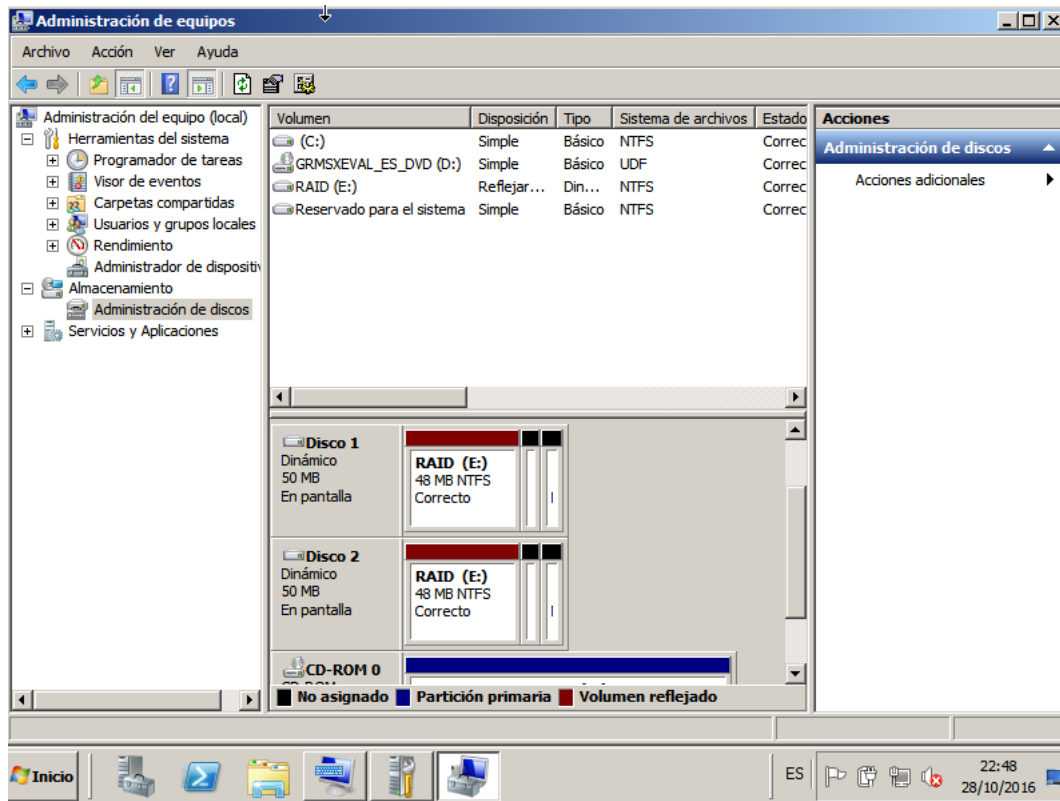 Administración de equipos
Archivo Acción Ver Ayuda
Administración del equipo (local)
Herramientas del sistema
Programador de tareas
Visor de eventos
Carpetas compartidas
Usuarios y grupos locales
Rendimiento
Administrador de dispositiv
Almacenamiento
Administración de discos
Servicios y Aplicaciones
Volumen Disposición Tipo Sistema de archivos Estado
(C:) Simple Básico NTFS Correc
GRMSXEVAL_ES_DVD (D:) Simple Básico UDF Correc
RAID (E:) Reflejar... Din... NTFS Correc
Reservado para el sistema Simple Básico NTFS Correc
Disco 1
Dinámico
50 MB
En pantalla
RAID (E:)
48 MB NTFS
Correcto
Disco 2
Dinámico
50 MB
En pantalla
RAID (E:)
48 MB NTFS
Correcto
CD-ROM 0
No asignado Partición primaria Volumen reflejado
Acciones
Administración de discos
Acciones adicionales
Inicio
ES
22:48
28/10/2016